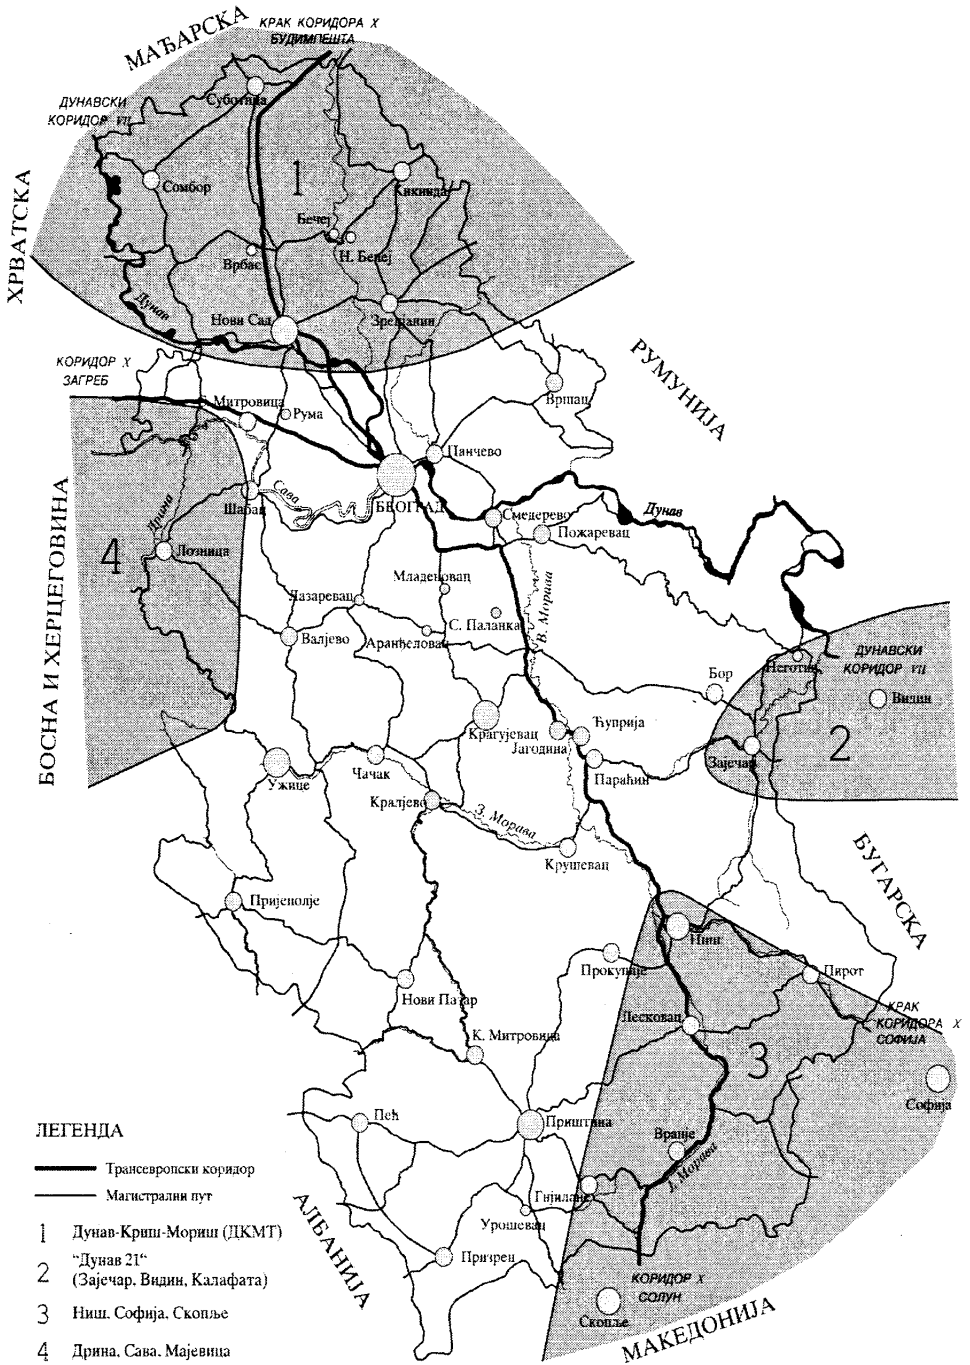 МАЂАРСКА
КРАК КОРИДОРА X
БУДИМПЕШТА
ДУНАВСКИ
КОРИДОР VII
Суботица
ХРВАТСКА
Сомбор
1
Кикинда
Бечеј
Н. Бечеј
Врбас
Дунав
Нови Сад
Зрењанин
РУМУНИЈА
КОРИДОР X
ЗАГРЕБ
Митровица
Рума
Вршац
Панчево
БОСНА И ХЕРЦЕГОВИНА
Дрина
Сава
Шабац
БЕОГРАД
Смедерево
Дунав
Пожаревац
4
Лозница
Младеновац
В. Морава
Лазаревац
С. Паланка
Ваљево
Аранђеловац
ДУНАВСКИ
КОРИДОР VII
Неготин
Бор
Видин
Крагујевац
Ћуприја
Јагодина
2
Зајечар
Чачак
Параћин
Ужице
Краљево
З. Морава
Крушевац
БУГАРСКА
Пријепоље
Ниш
Прокупље
Пирот
Нови Пазар
КРАК
КОРИДОРА X
СОФИЈА
Лесковац
К. Митровица
3
Софија
Пећ
Приштина
Врање
Ј. Морава
АЛБАНИЈА
Гњилане
Урошевац
Призрен
КОРИДОР X
СОЛУН
Скопље
МАКЕДОНИЈА
ЛЕГЕНДА
Трансевропски коридор
Магистрални пут
1 Дунав-Криш-Мориш (ДКМТ)
2 "Дунав 21"
(Зајечар, Видин, Калафата)
3 Ниш, Софија, Скопље
4 Дрина, Сава, Мајевица